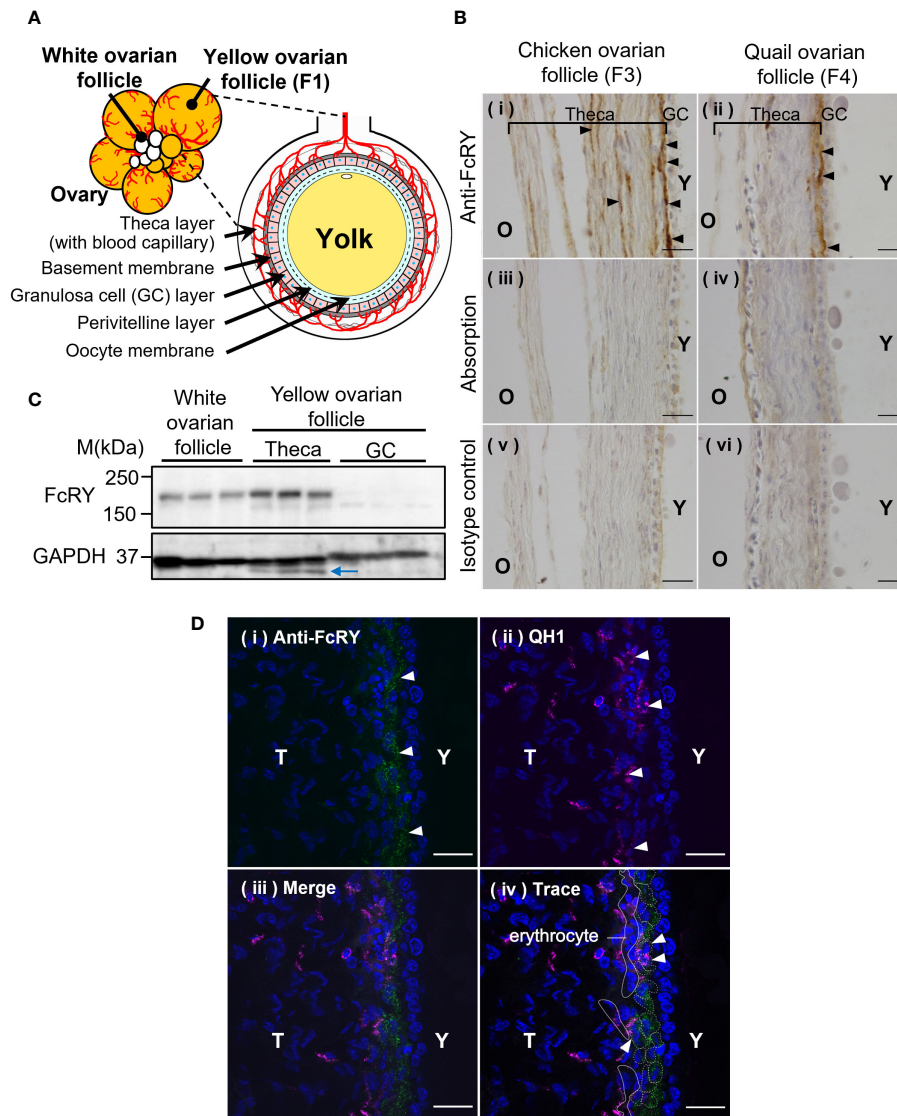 A
White ovarian
follicle
Yellow ovarian
follicle (F1)
Ovary
Yolk
Theca layer
(with blood capillary)
Basement membrane
Granulosa cell (GC) layer
Perivitelline layer
Oocyte membrane
B
Chicken ovarian
follicle (F3)
Quail ovarian
follicle (F4)
Anti-FcRY
( i )
Theca
GC
Y
O
( ii )
Theca
GC
Y
O
Absorption
( iii )
Y
O
( iv )
Y
O
Isotype control
( v )
Y
O
( vi )
Y
O
C
White
ovarian
follicle
Yellow ovarian
follicle
Theca
GC
M(kDa)
250
FcRY
150
GAPDH 37
D
( i ) Anti-FcRY
T
Y
( ii ) QH1
T
Y
( iii ) Merge
T
Y
( iv ) Trace
erythrocyte
T
Y